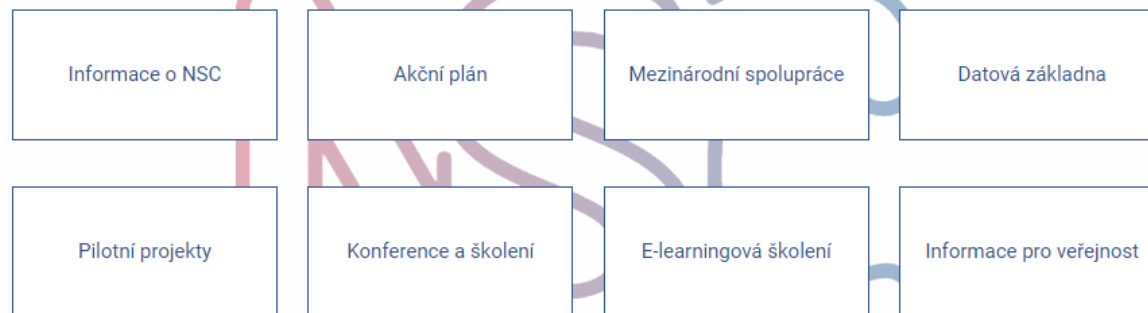 Informace o NSC
Akční plán
Mezinárodní spolupráce
Datová základna
Pilotní projekty
Konference a školení
E-learningová školení
Informace pro veřejnost